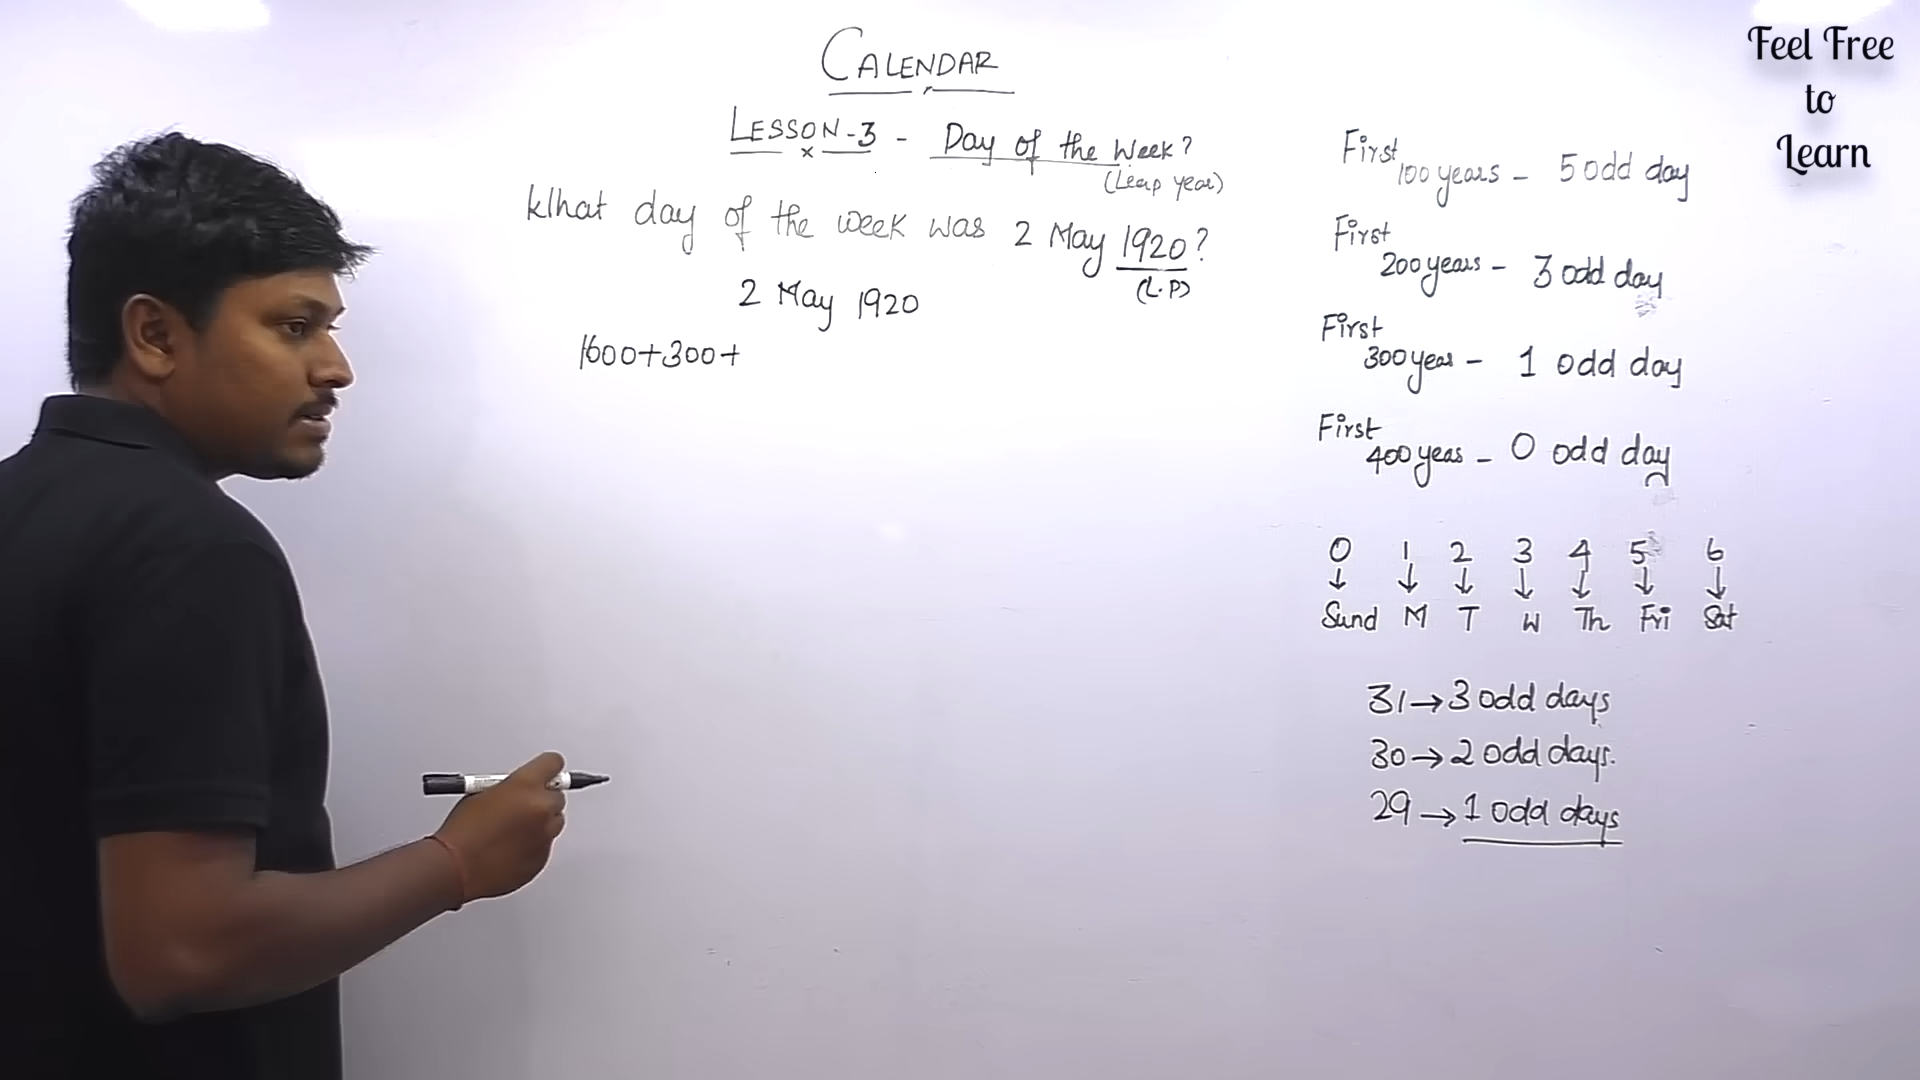 CALENDAR
LESSON-3 - Day of the Week?
(Leap year)
What day of the week was 2 May 1920?
(L.P)
2 May 1920
1600+300+
First 100 years - 5 odd day
First 200 years - 3 odd day
First 300 year - 1 odd day
First 400 yeas - 0 odd day
0 1 2 3 4 5 6
↓ ↓ ↓ ↓ ↓ ↓ ↓
Sund M T W Th Fri Sat
31→3 odd days
30→2 odd days.
29→1 odd days
Feel Free
to
Learn